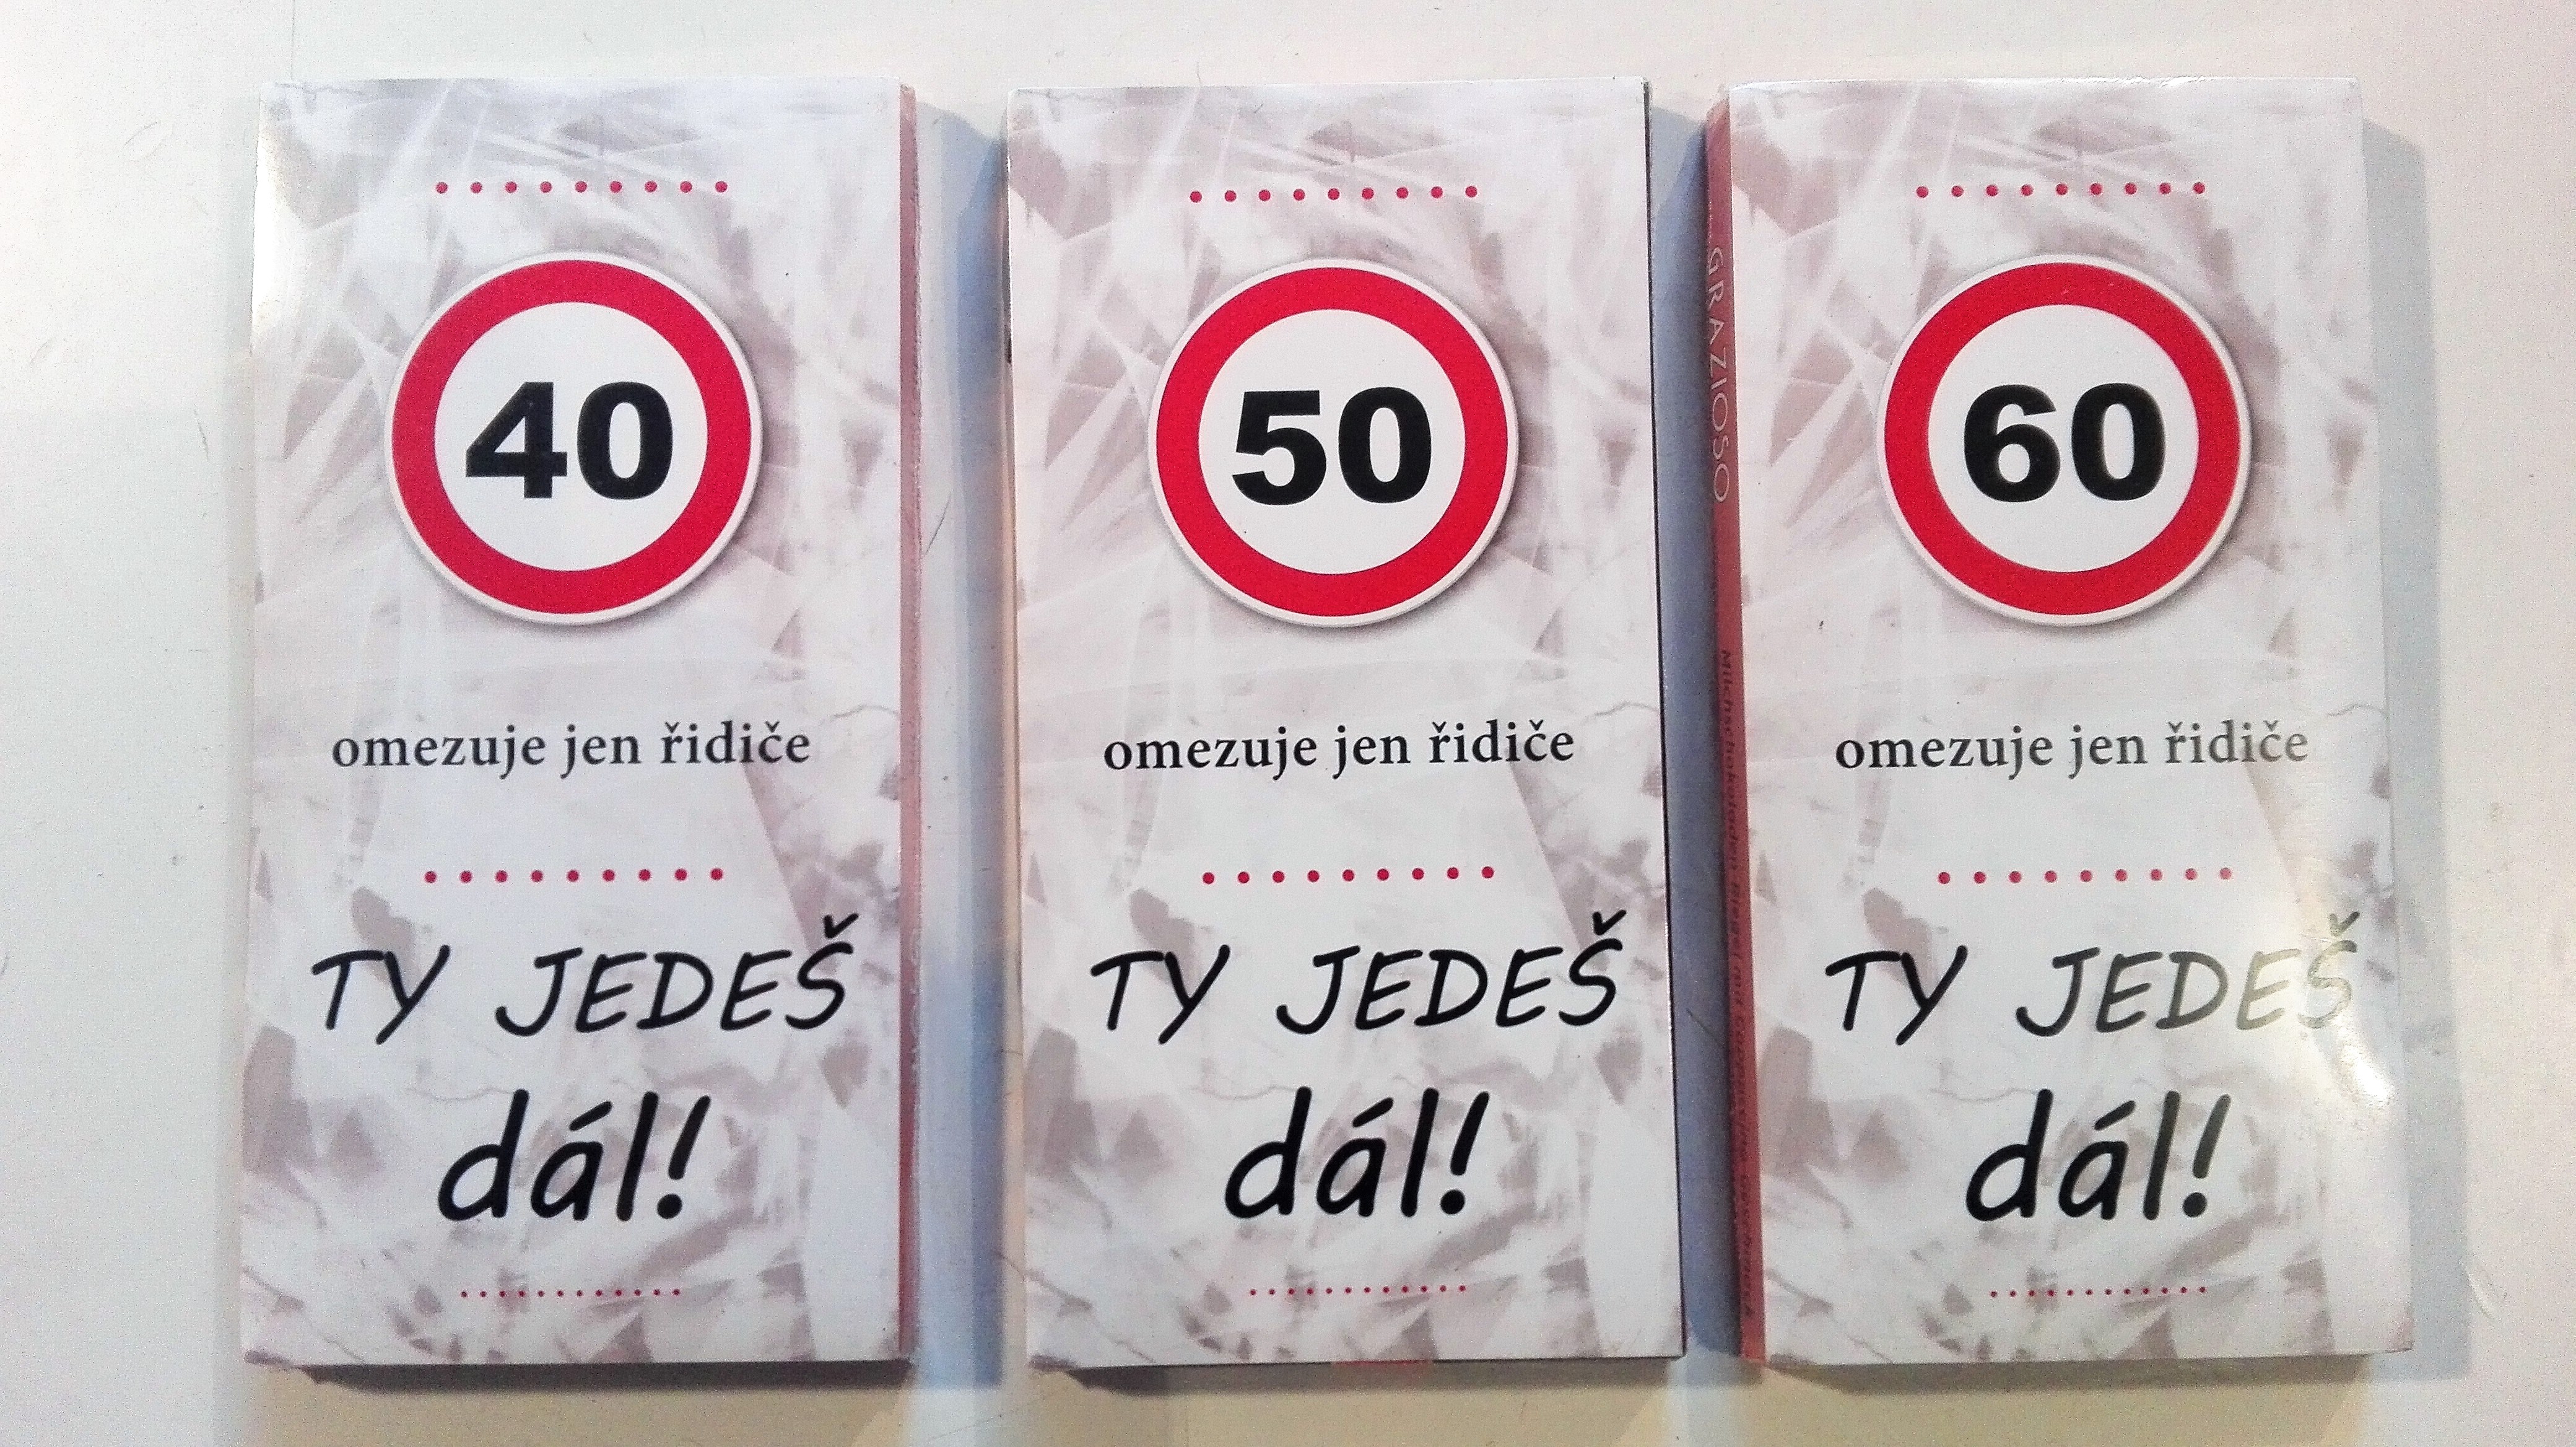 40
omezuje jen řidiče
TY JEDEŠ
dál!
50
omezuje jen řidiče
TY JEDEŠ
dál!
GRAZIOSO
60
omezuje jen řidiče
TY JEDEŠ
dál!